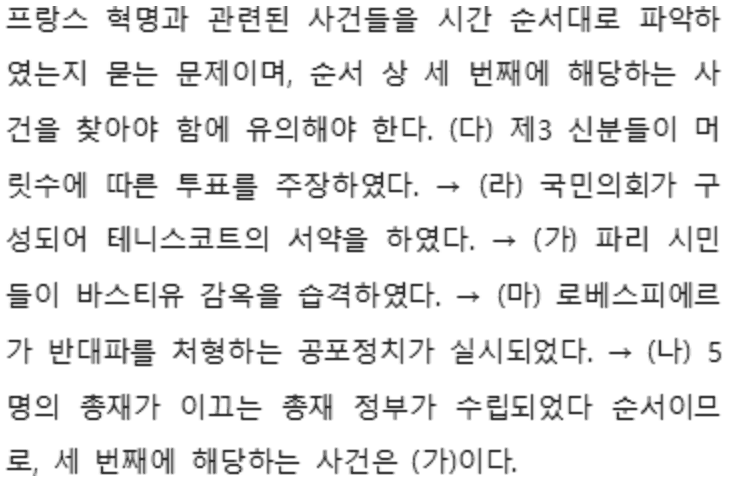 프랑스 혁명과 관련된 사건들을 시간 순서대로 파악하
였는지 묻는 문제이며, 순서 상 세 번째에 해당하는 사
건을 찾아야 함에 유의해야 한다. (다) 제3 신분들이 머
릿수에 따른 투표를 주장하였다. → (라) 국민의회가 구
성되어 테니스코트의 서약을 하였다. → (가) 파리 시민
들이 바스티유 감옥을 습격하였다. → (마) 로베스피에르
가 반대파를 처형하는 공포정치가 실시되었다. → (나) 5
명의 총재가 이끄는 총재 정부가 수립되었다 순서이므
로, 세 번째에 해당하는 사건은 (가)이다.